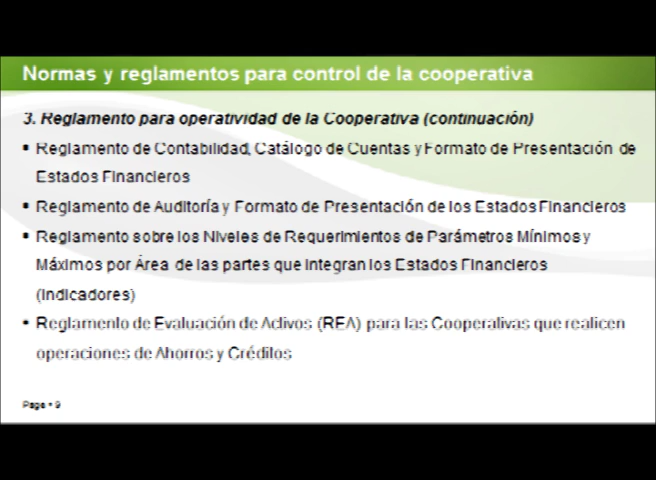 Normas y reglamentos para control de la cooperativa
3. Reglamento para operatividad de la Cooperativa (continuación)
▪ Reglamento de Contabilidad, Catálogo de Cuentas y Formato de Presentación de
Estados Financieros
▪ Reglamento de Auditoría y Formato de Presentación de los Estados Financieros
▪ Reglamento sobre los Niveles de Requerimientos de Parámetros Mínimos y
Máximos por Área de las partes que integran los Estados Financieros
(Indicadores)
▪ Reglamento de Evaluación de Activos (REA) para las Cooperativas que realicen
operaciones de Ahorros y Créditos
Page ▪ 9